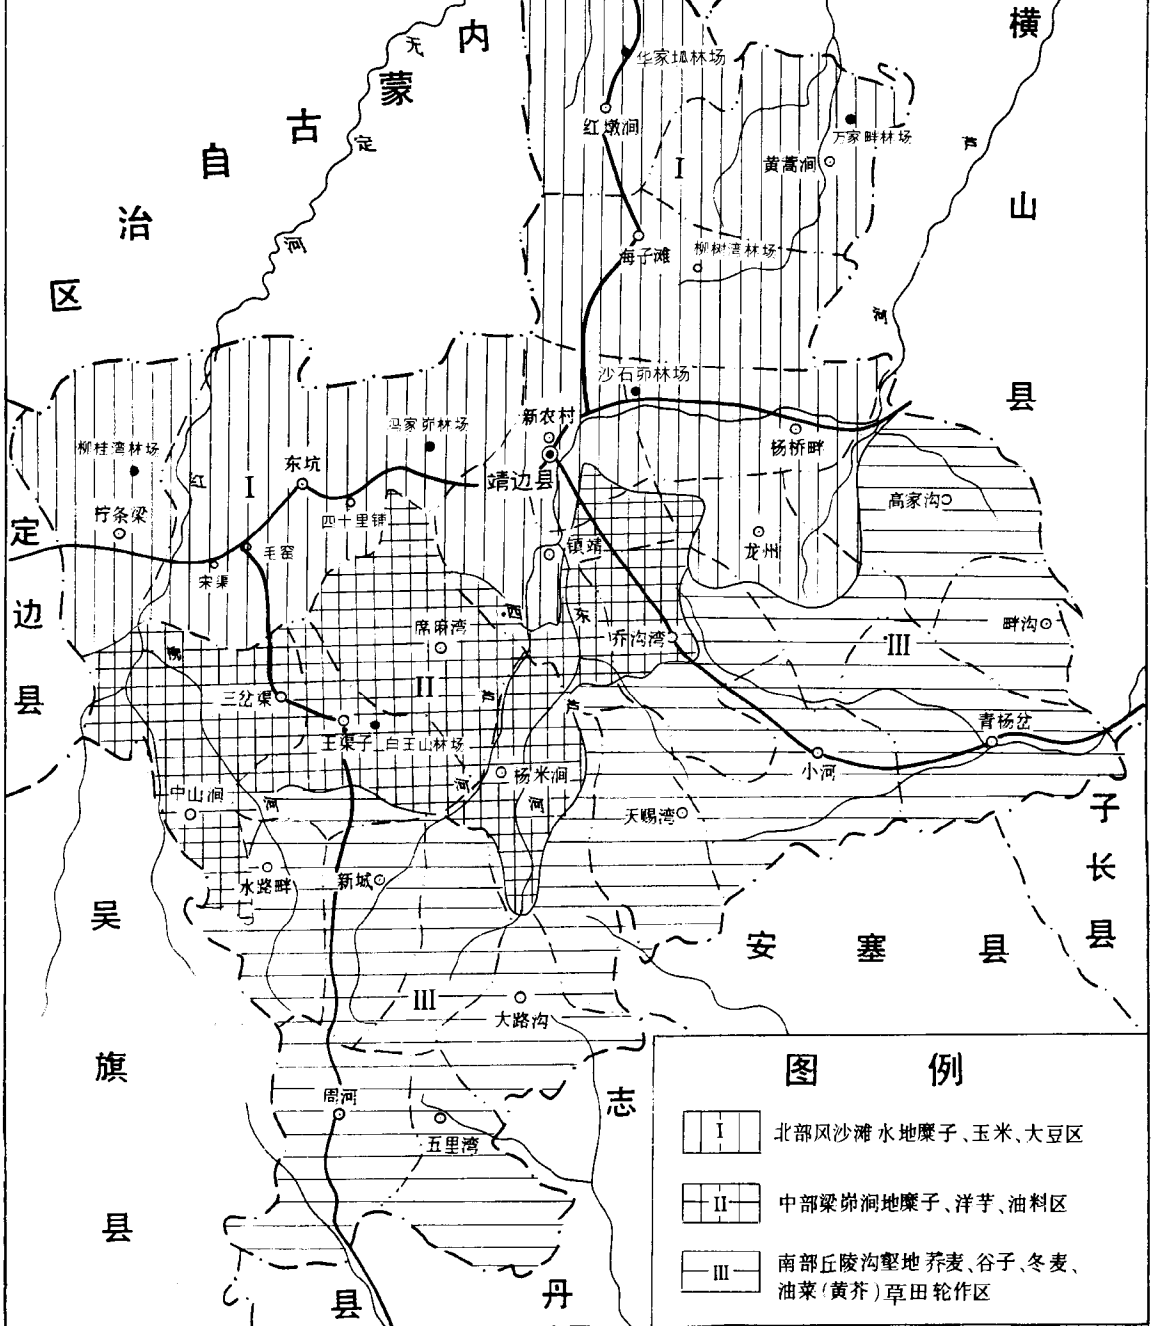 内
蒙
古
自
治
区
无
定
河
横
山
县
芦
河
华家坬林场
红墩涧
万家畔林场
黄蒿涧
I
海子滩
柳树湾林场
沙石峁林场
新农村
冯家峁林场
杨桥畔
柳桂湾林场
东坑
靖边县
红
I
四十里铺
高家沟
柠条梁
定
边
县
毛窑
镇靖
龙州
宋渠
西
东
席麻湾
乔沟湾
畔沟
III
II
三岔渠
王渠子
白王山林场
青杨岔
小河
杨米涧
河
河
中山涧
河
天赐湾
子
长
县
水路畔
新城
吴
旗
县
安 塞 县
III
大路沟
周河
五里湾
志
丹
县
图 例
I 北部风沙滩水地糜子、玉米、大豆区
II 中部梁峁涧地糜子、洋芋、油料区
III 南部丘陵沟壑地荞麦、谷子、冬麦、
油菜(黄芥)草田轮作区